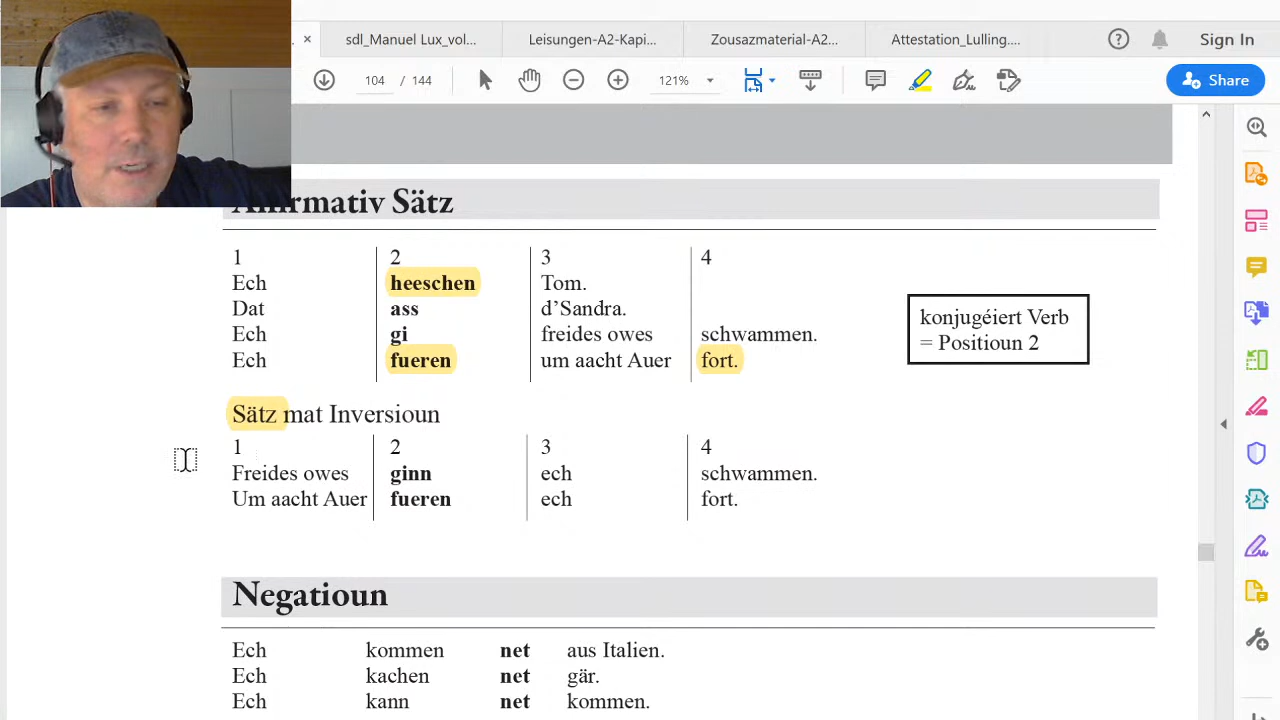 sdl_Manuel Lux_vol... Leisungen-A2-Kapi... Zousazmaterial-A2... Attestation_Lulling.... Sign In
104 / 144 121% Share
Affirmativ Sätz
1 2 3 4
Ech heeschen Tom.
Dat ass d'Sandra.
Ech gi freides owes schwammen.
Ech fueren um aacht Auer fort.
konjugéiert Verb
= Positioun 2
Sätz mat Inversioun
1 2 3 4
Freides owes ginn ech schwammen.
Um aacht Auer fueren ech fort.
Negatioun
Ech kommen net aus Italien.
Ech kachen net gär.
Ech kann net kommen.